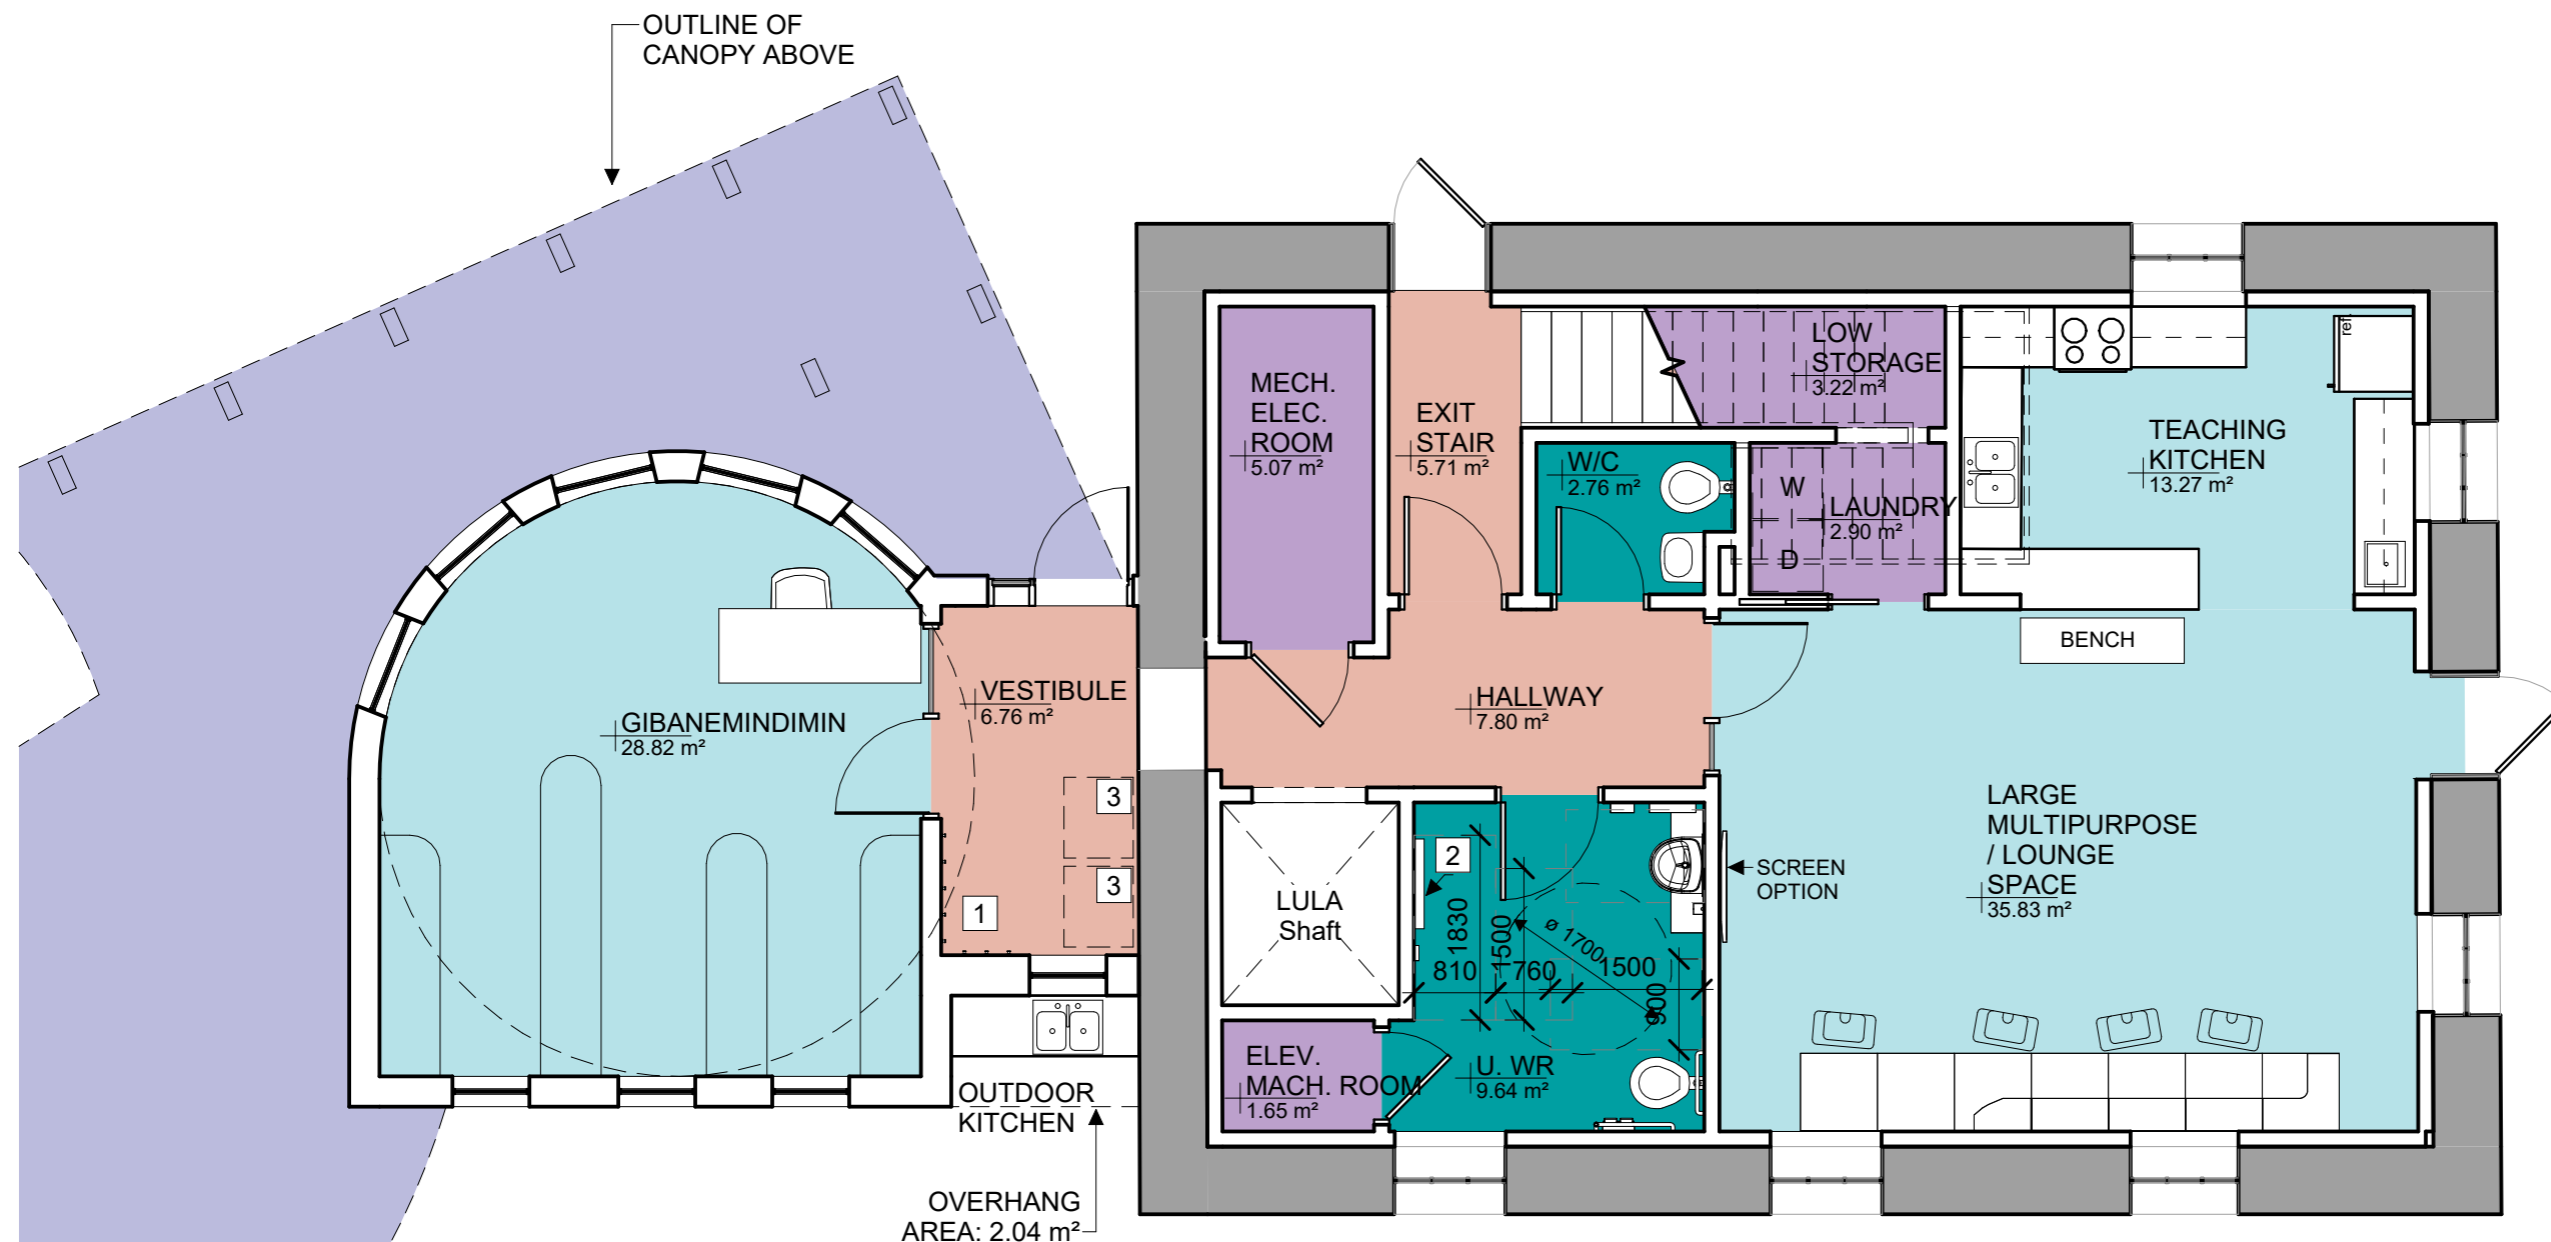 OUTLINE OF
CANOPY ABOVE
MECH.
ELEC.
ROOM
5.07 m²
EXIT
STAIR
5.71 m²
LOW
STORAGE
3.22 m²
ref.
TEACHING
KITCHEN
13.27 m²
W/C
2.76 m²
W
LAUNDRY
2.90 m²
D
BENCH
GIBANEMINDIMIN
28.82 m²
VESTIBULE
6.76 m²
HALLWAY
7.80 m²
3
3
1
LULA
Shaft
2
1830
1500
ø 1700
810
760
1500
900
SCREEN
OPTION
LARGE
MULTIPURPOSE
/ LOUNGE
SPACE
35.83 m²
ELEV.
MACH. ROOM
1.65 m²
U. WR
9.64 m²
OUTDOOR
KITCHEN
OVERHANG
AREA: 2.04 m²